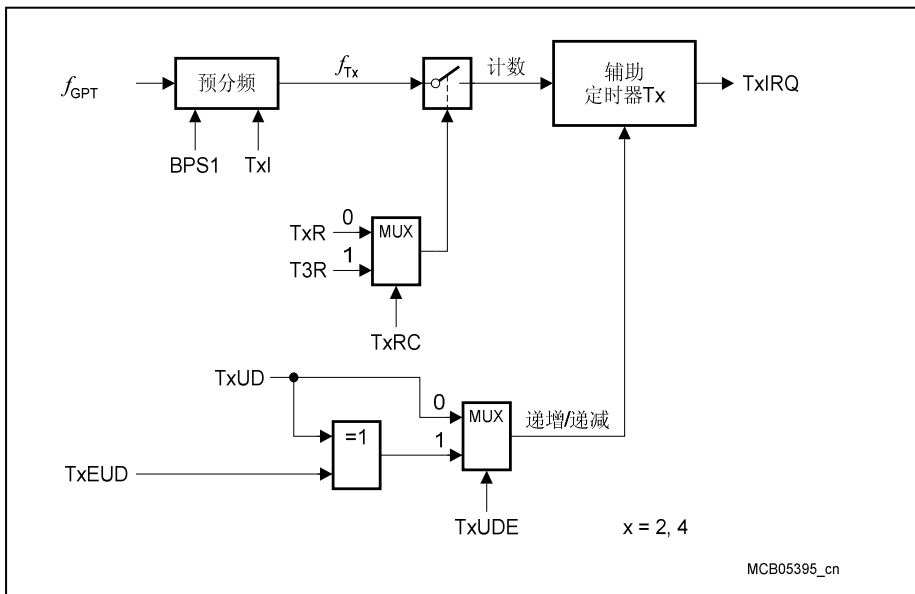 f_GPT
预分频
f_Tx
计数
辅助
定时器Tx
TxIRQ
BPS1
TxI
TxR
0
MUX
T3R
1
TxRC
TxUD
0
MUX
递增/递减
=1
1
TxEUD
TxUDE
x = 2, 4
MCB05395_cn